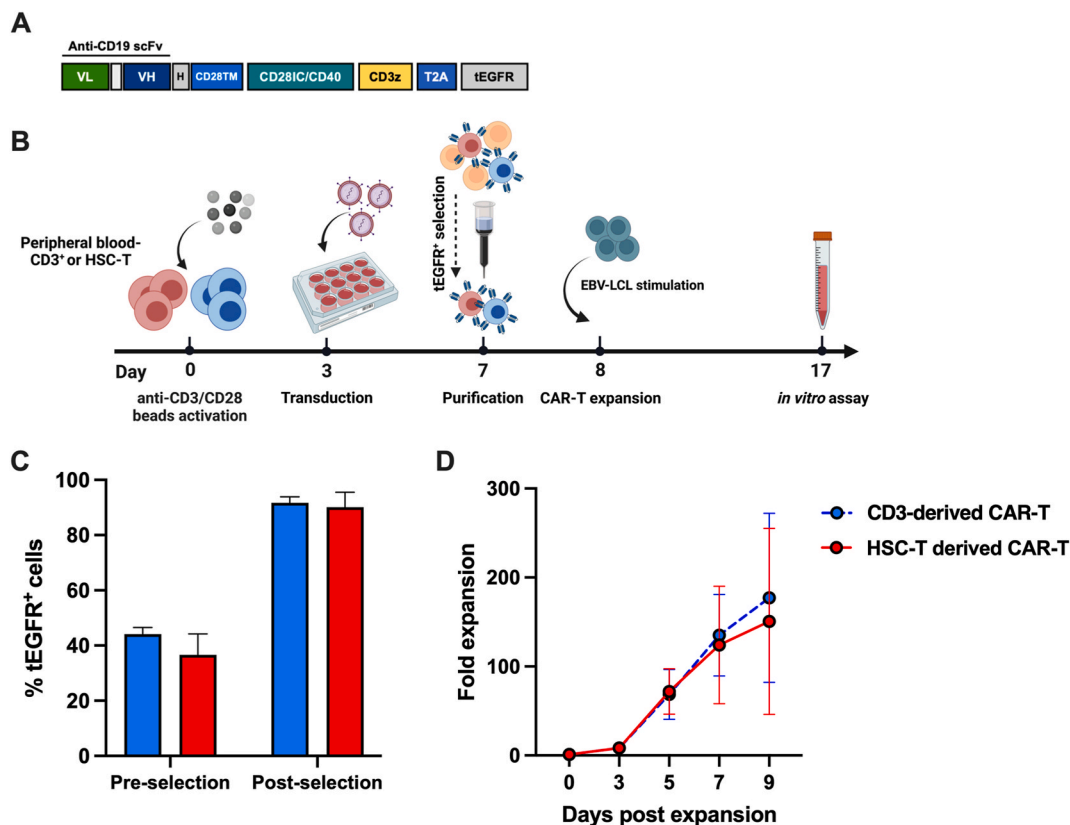 A
Anti-CD19 scFv
VL VH H CD28TM CD28IC/CD40 CD3z T2A tEGFR
B
Peripheral blood-
CD3⁺ or HSC-T
tEGFR⁺ selection
EBV-LCL stimulation
Day 0 3 7 8 17
anti-CD3/CD28
beads activation
Transduction
Purification
CAR-T expansion
in vitro assay
C
% tEGFR⁺ cells
100
80
60
40
20
0
Pre-selection Post-selection
D
Fold expansion
300
200
100
0
0 3 5 7 9
Days post expansion
CD3-derived CAR-T
HSC-T derived CAR-T